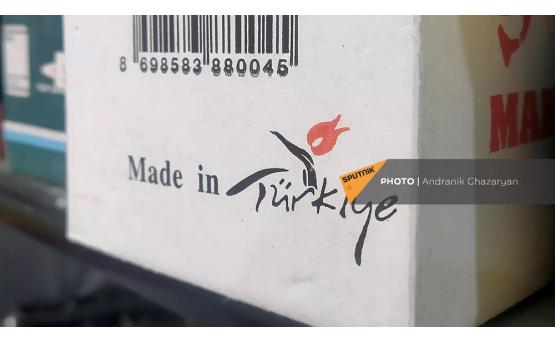 8 698583 880045
Made in Türkiye
SPUTNIK PHOTO | Andranik Ghazaryan